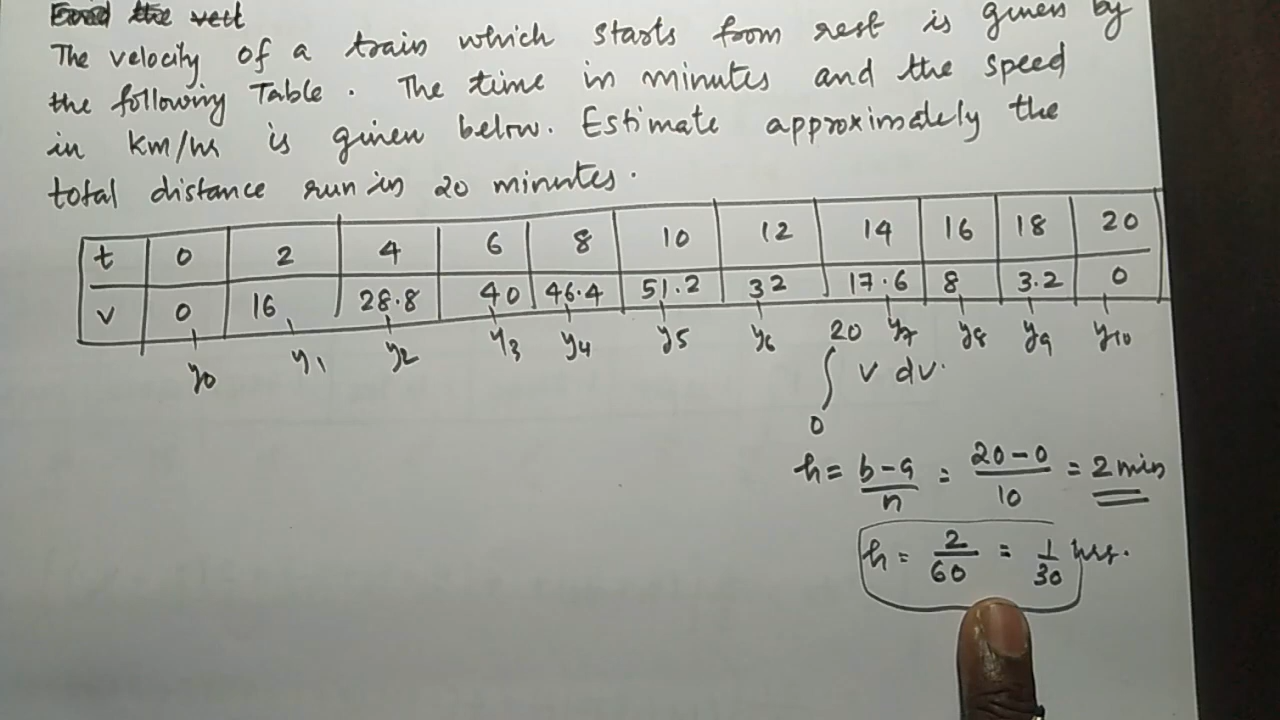 The velocity of a train which starts from rest is given by
the following Table. The time in minutes and the speed
in km/hr is given below. Estimate approximately the
total distance run in 20 minutes.
t 0 2 4 6 8 10 12 14 16 18 20
v 0 16 28.8 40 46.4 51.2 32 17.6 8 3.2 0
y0 y1 y2 y3 y4 y5 y6 y7 y8 y9 y10
20
∫ v dv.
0
h = b-a/n = 20-0/10 = 2 min
h = 2/60 = 1/30 hrs.